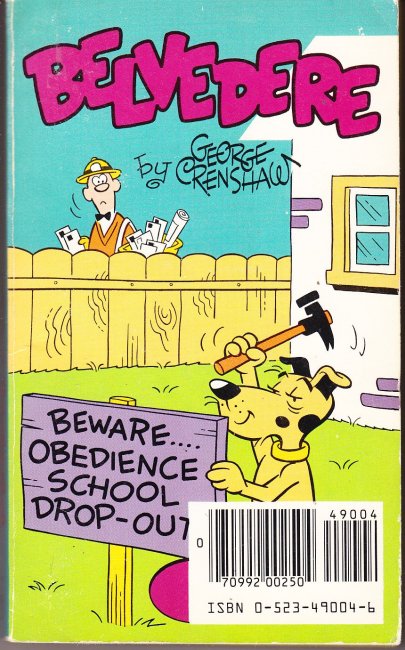 BELVEDERE
by GEORGE
CRENSHAW
BEWARE....
OBEDIENCE
SCHOOL
DROP-OUT
49004
0
70992 00250
ISBN 0-523-49004-6